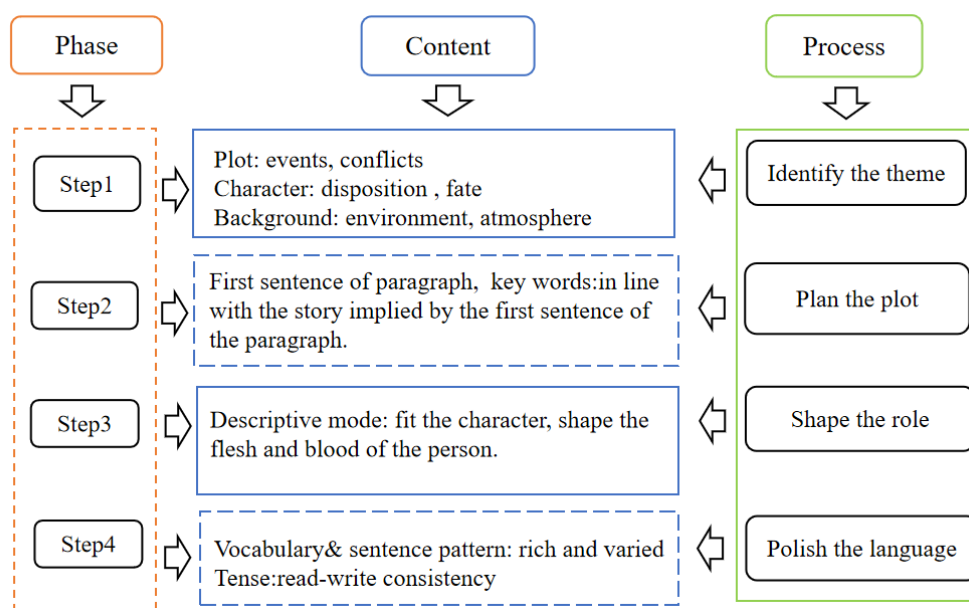 Phase
Content
Process
Step1
Plot: events, conflicts
Character: disposition , fate
Background: environment, atmosphere
Identify the theme
Step2
First sentence of paragraph, key words:in line
with the story implied by the first sentence of
the paragraph.
Plan the plot
Step3
Descriptive mode: fit the character, shape the
flesh and blood of the person.
Shape the role
Step4
Vocabulary& sentence pattern: rich and varied
Tense:read-write consistency
Polish the language